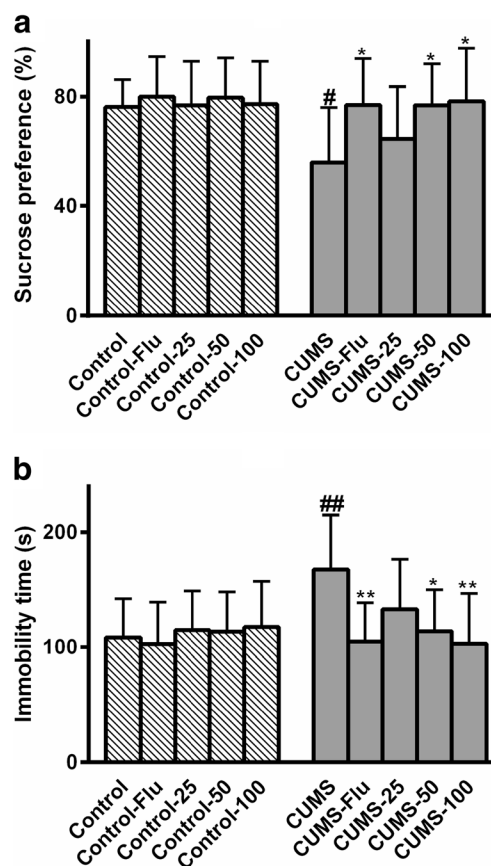 a
Sucrose preference (%)
80
40
0
#
*
*
*
Control
Control-Flu
Control-25
Control-50
Control-100
CUMS
CUMS-Flu
CUMS-25
CUMS-50
CUMS-100
b
Immobility time (s)
200
100
0
##
**
*
**
Control
Control-Flu
Control-25
Control-50
Control-100
CUMS
CUMS-Flu
CUMS-25
CUMS-50
CUMS-100